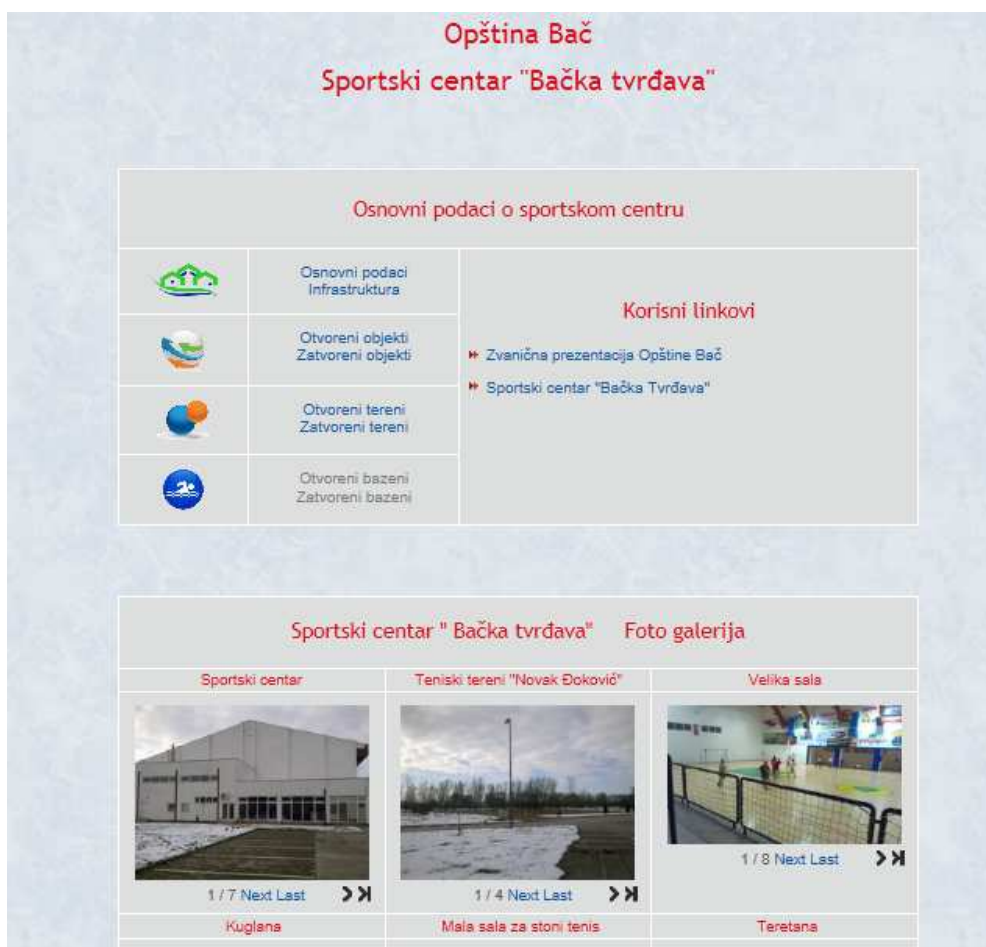 Opština Bač
Sportski centar "Bačka tvrđava"
Osnovni podaci o sportskom centru
Osnovni podaci
Infrastruktura
Otvoreni objekti
Zatvoreni objekti
Otvoreni tereni
Zatvoreni tereni
Otvoreni bazeni
Zatvoreni bazeni
Korisni linkovi
Zvanična prezentacija Opštine Bač
Sportski centar "Bačka Tvrđava"
Sportski centar " Bačka tvrđava" Foto galerija
Sportski centar
Teniski tereni "Novak Đoković"
Velika sala
1 / 7 Next Last
1 / 4 Next Last
1 / 8 Next Last
Kuglana
Mala sala za stoni tenis
Teretana